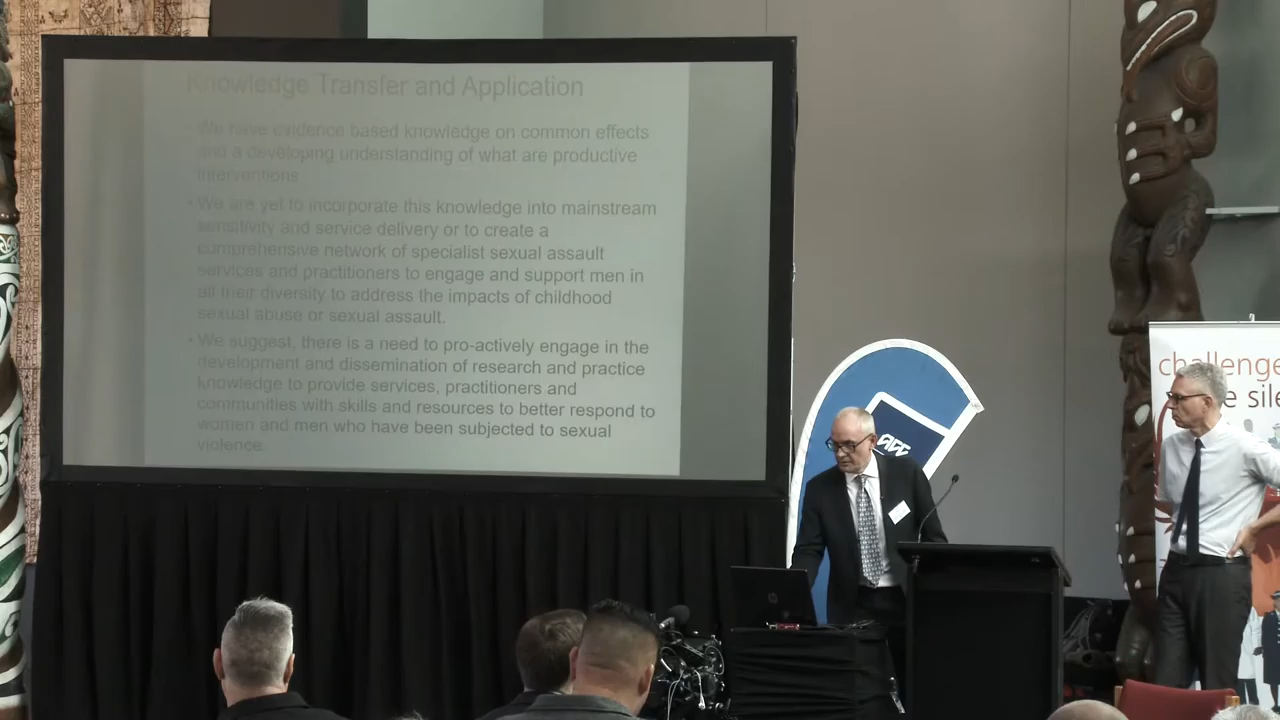 Knowledge Transfer and Application
• We have evidence based knowledge on common effects
and a developing understanding of what are productive
interventions.
• We are yet to incorporate this knowledge into mainstream
sensitivity and service delivery or to create a
comprehensive network of specialist sexual assault
services and practitioners to engage and support men in
all their diversity to address the impacts of childhood
sexual abuse or sexual assault.
• We suggest, there is a need to pro-actively engage in the
development and dissemination of research and practice
knowledge to provide services, practitioners and
communities with skills and resources to better respond to
women and men who have been subjected to sexual
violence.
acc
challenge
e sile